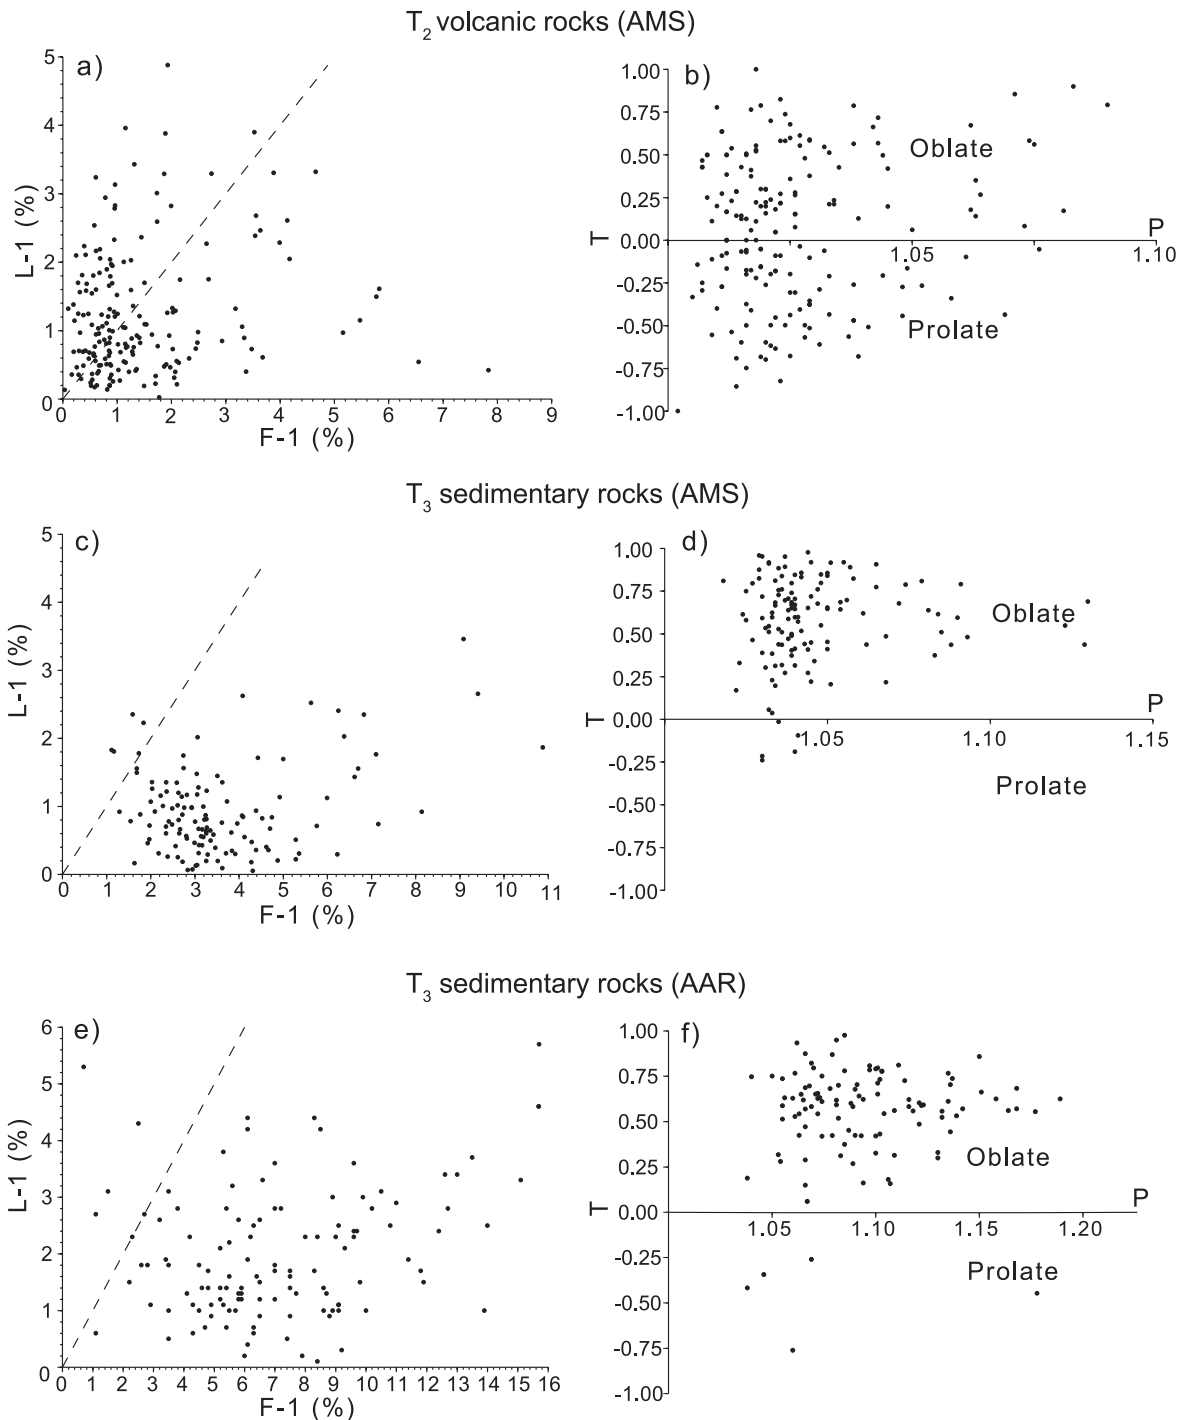 T2 volcanic rocks (AMS)
a)
5
4
3
2
1
0
L-1 (%)
0 1 2 3 4 5 6 7 8 9
F-1 (%)
b)
1.00
0.75
0.50
0.25
0.00
-0.25
-0.50
-0.75
-1.00
T
Oblate
P
1.05 1.10
Prolate
T3 sedimentary rocks (AMS)
c)
5
4
3
2
1
0
L-1 (%)
0 1 2 3 4 5 6 7 8 9 10 11
F-1 (%)
d)
1.00
0.75
0.50
0.25
0.00
-0.25
-0.50
-0.75
-1.00
T
Oblate
P
1.05 1.10 1.15
Prolate
T3 sedimentary rocks (AAR)
e)
6
5
4
3
2
1
0
L-1 (%)
0 1 2 3 4 5 6 7 8 9 10 11 12 13 14 15 16
F-1 (%)
f)
1.00
0.75
0.50
0.25
0.00
-0.25
-0.50
-0.75
-1.00
T
Oblate
P
1.05 1.10 1.15 1.20
Prolate